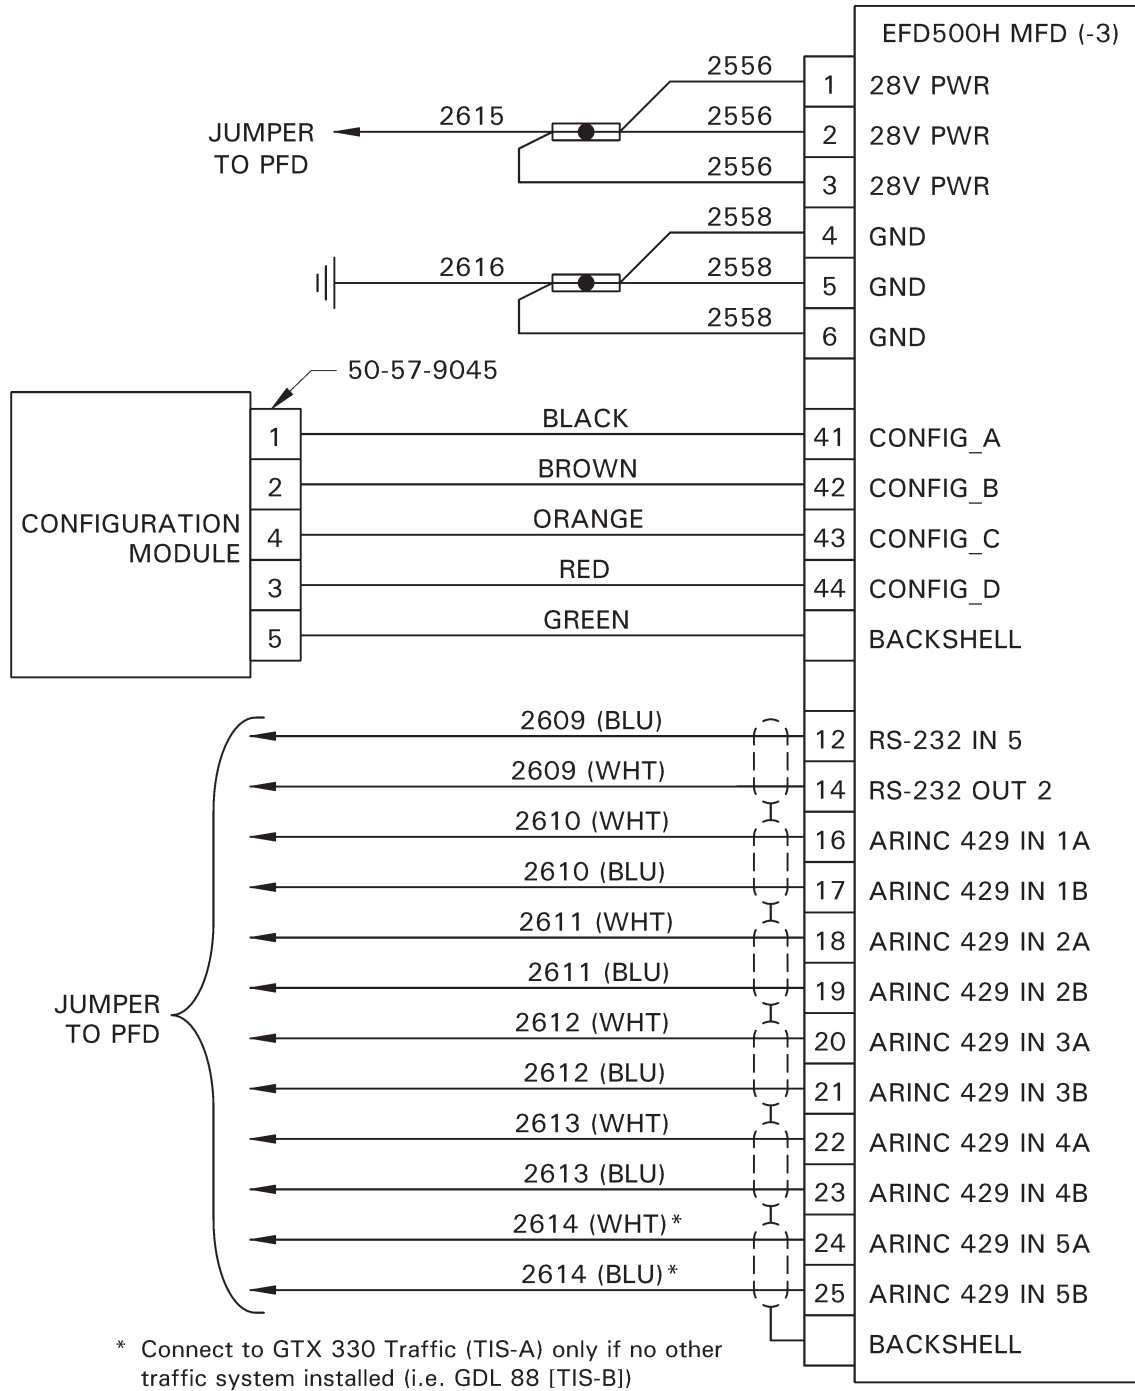 EFD500H MFD (-3)
2556
1
28V PWR
2615
2556
2
28V PWR
JUMPER
TO PFD
2556
3
28V PWR
2558
4
GND
2616
2558
5
GND
2558
6
GND
50-57-9045
1
BLACK
41
CONFIG_A
2
BROWN
42
CONFIG_B
CONFIGURATION
MODULE
4
ORANGE
43
CONFIG_C
3
RED
44
CONFIG_D
5
GREEN
BACKSHELL
2609 (BLU)
12
RS-232 IN 5
2609 (WHT)
14
RS-232 OUT 2
2610 (WHT)
16
ARINC 429 IN 1A
2610 (BLU)
17
ARINC 429 IN 1B
2611 (WHT)
18
ARINC 429 IN 2A
2611 (BLU)
19
ARINC 429 IN 2B
JUMPER
TO PFD
2612 (WHT)
20
ARINC 429 IN 3A
2612 (BLU)
21
ARINC 429 IN 3B
2613 (WHT)
22
ARINC 429 IN 4A
2613 (BLU)
23
ARINC 429 IN 4B
2614 (WHT)*
24
ARINC 429 IN 5A
2614 (BLU)*
25
ARINC 429 IN 5B
BACKSHELL
* Connect to GTX 330 Traffic (TIS-A) only if no other
traffic system installed (i.e. GDL 88 [TIS-B])